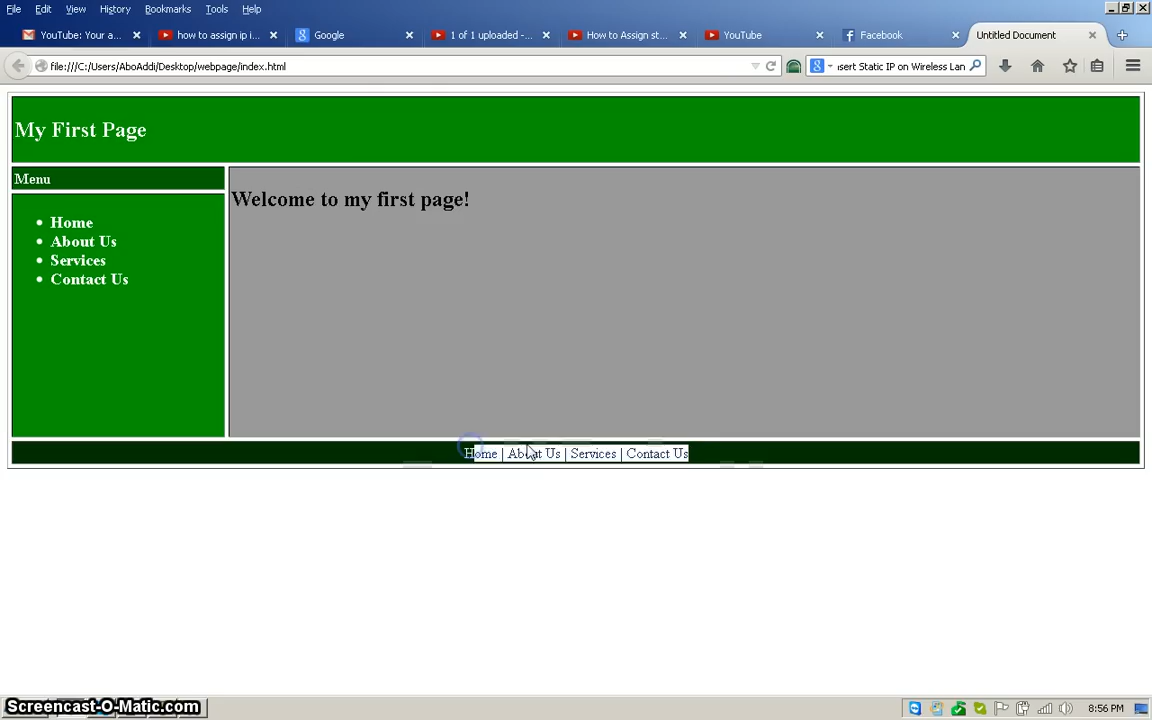 File Edit View History Bookmarks Tools Help
YouTube: Your a... how to assign ip i... Google 1 of 1 uploaded -... How to Assign st... YouTube Facebook Untitled Document
file:///C:/Users/AboAddi/Desktop/webpage/index.html sert Static IP on Wireless Lan
My First Page
Menu
Welcome to my first page!
Home
About Us
Services
Contact Us
Home | About Us | Services | Contact Us
Screencast-O-Matic.com 8:56 PM